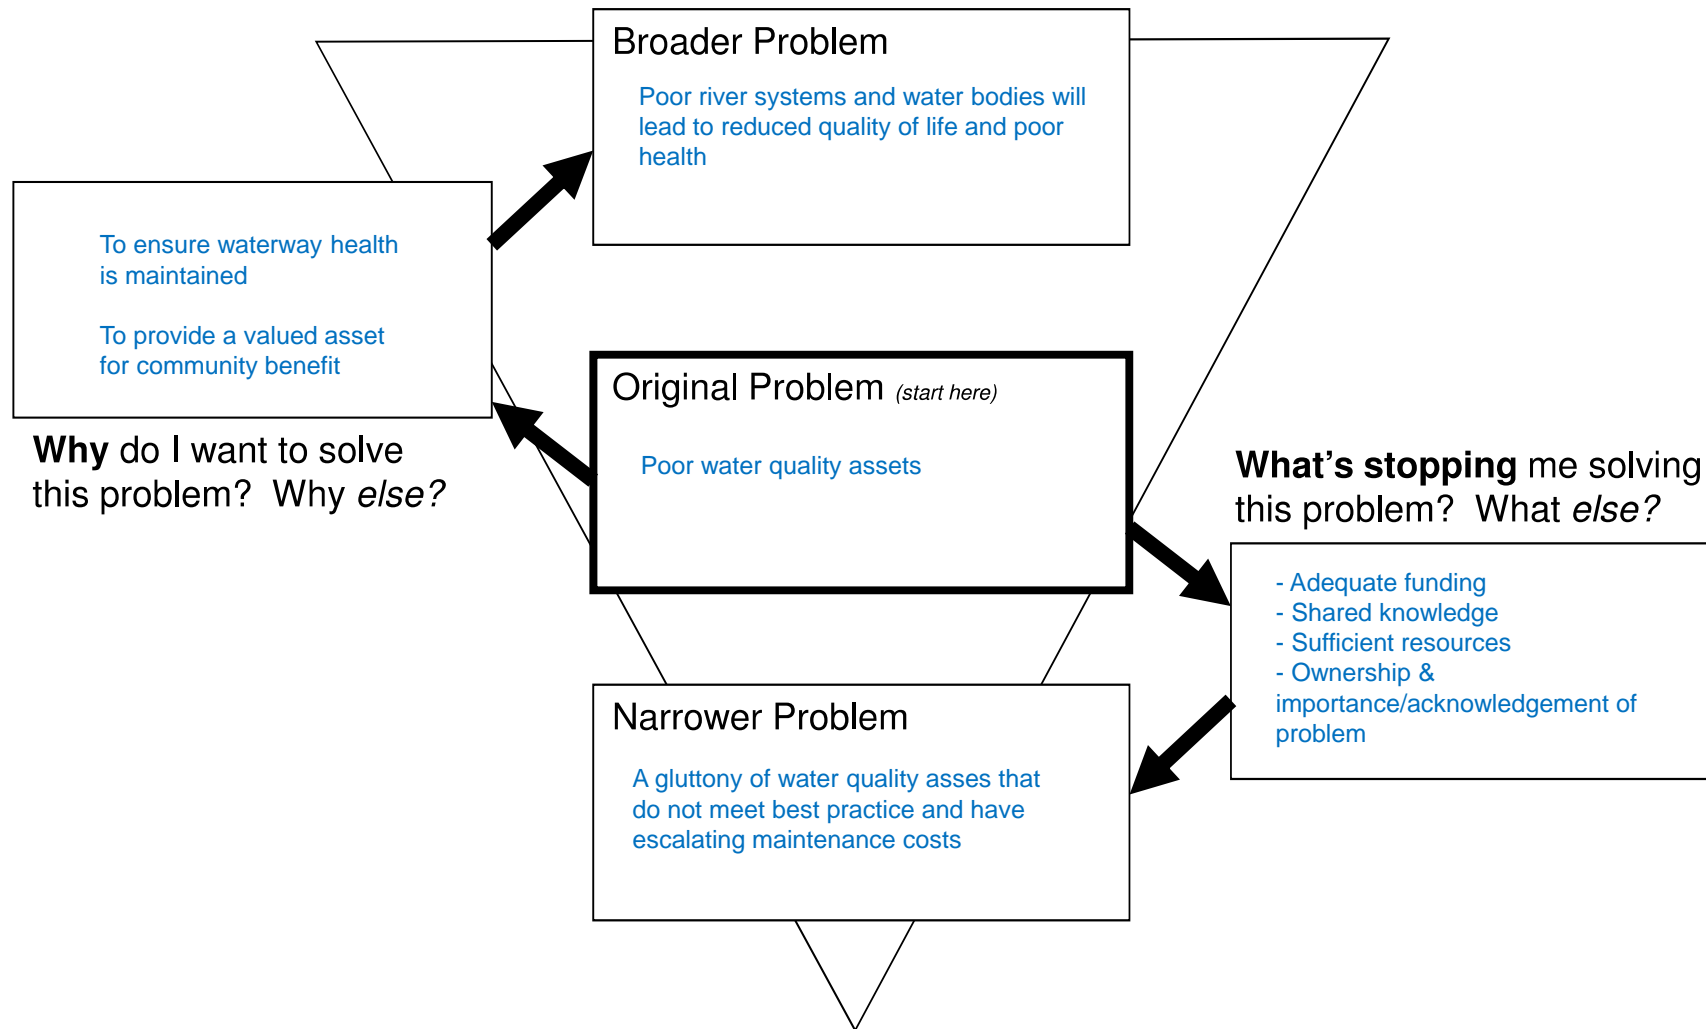 Broader Problem
Poor river systems and water bodies will
lead to reduced quality of life and poor
health
To ensure waterway health
is maintained
To provide a valued asset
for community benefit
Why do I want to solve
this problem?  Why else?
Original Problem (start here)
Poor water quality assets
What's stopping me solving
this problem?  What else?
- Adequate funding
- Shared knowledge
- Sufficient resources
- Ownership &
importance/acknowledgement of
problem
Narrower Problem
A gluttony of water quality asses that
do not meet best practice and have
escalating maintenance costs